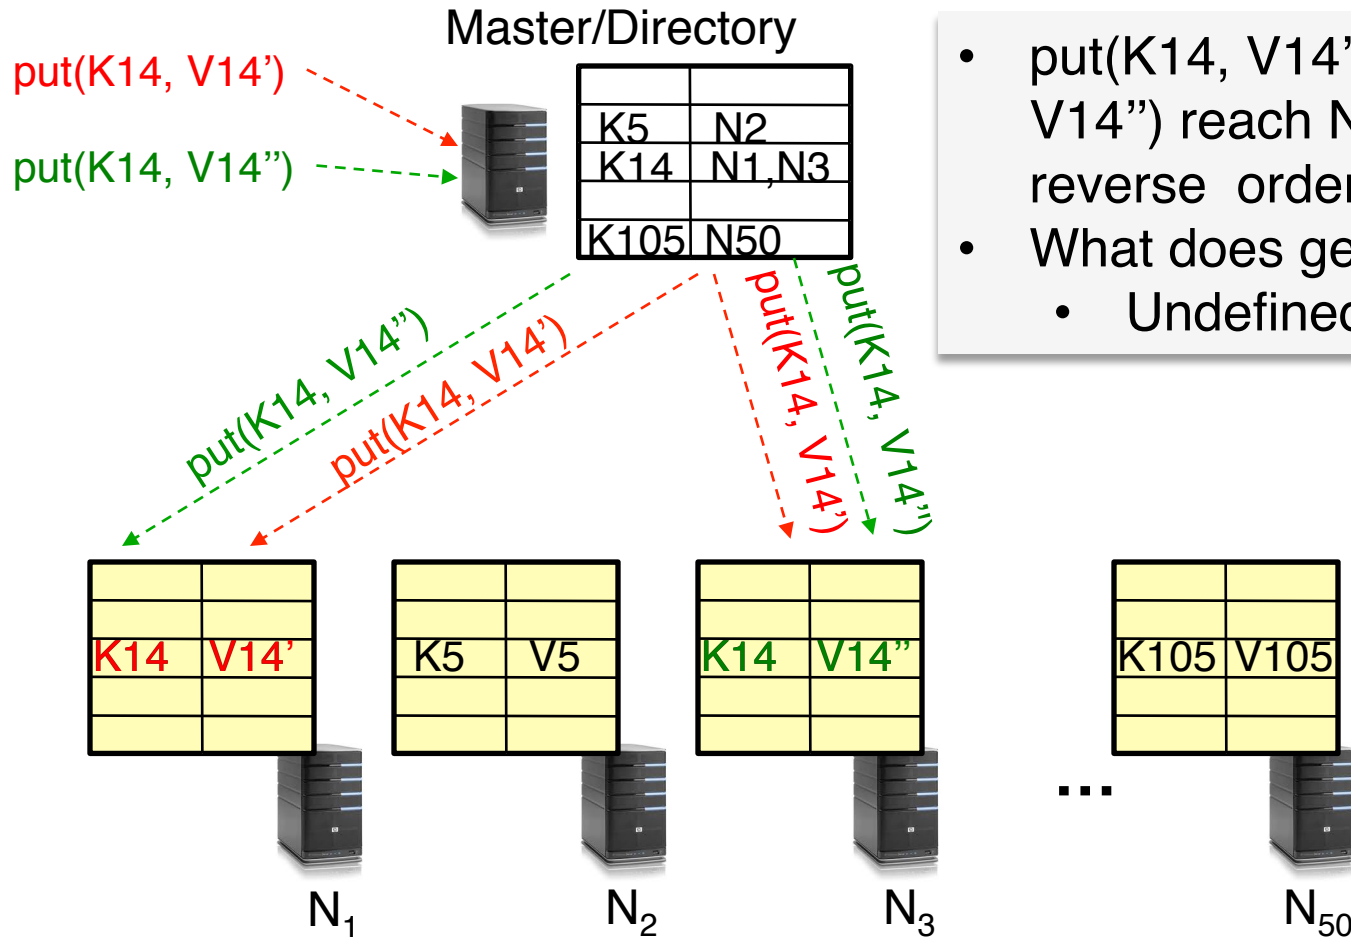 Master/Directory
put(K14, V14’)
put(K14, V14’’)
K5 N2
K14 N1,N3
K105 N50
• put(K14, V14’
V14’’) reach N
reverse order
• What does ge
• Undefined
put(K14, V14’’)
put(K14, V14’)
put(K14, V14’)
put(K14, V14’’)
K14 V14’
K5 V5
K14 V14’’
K105 V105
...
N1
N2
N3
N50